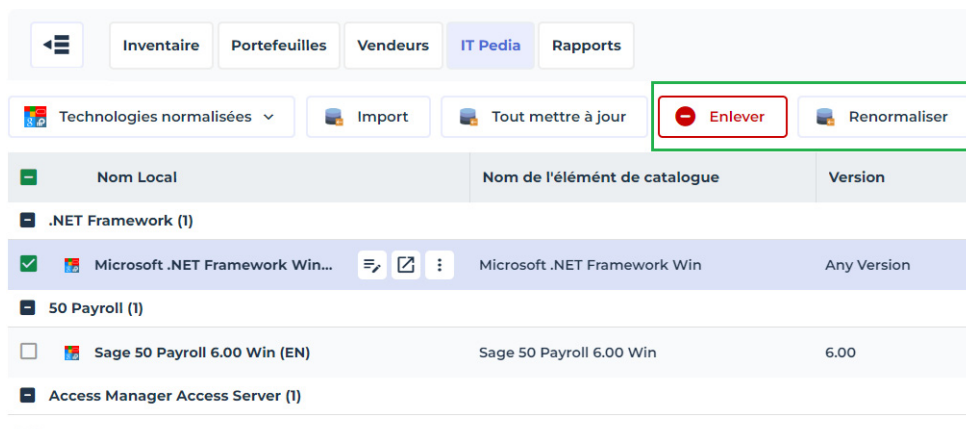 Inventaire Portefeuilles Vendeurs IT Pedia Rapports
Technologies normalisées Import Tout mettre à jour Enlever Renormaliser
Nom Local Nom de l'élémént de catalogue Version
.NET Framework (1)
Microsoft .NET Framework Win... Microsoft .NET Framework Win Any Version
50 Payroll (1)
Sage 50 Payroll 6.00 Win (EN) Sage 50 Payroll 6.00 Win 6.00
Access Manager Access Server (1)